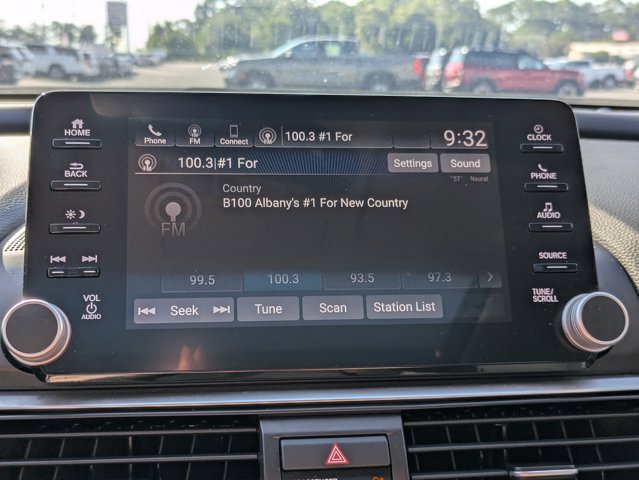 HOME
BACK
VOL
AUDIO
Phone
FM
Connect
100.3 #1 For
9:32
100.3|#1 For
Settings
Sound
"ST" Neural
FM
Country
B100 Albany's #1 For New Country
99.5
100.3
93.5
97.3
Seek
Tune
Scan
Station List
CLOCK
PHONE
AUDIO
SOURCE
TUNE/
SCROLL
PASSENGER